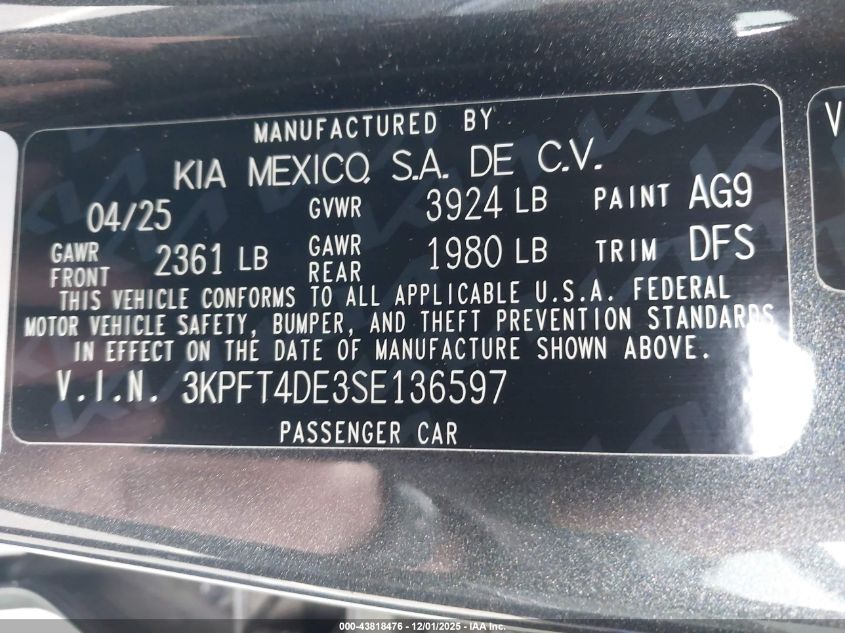 MANUFACTURED BY
KIA MEXICO, S.A. DE C.V.
04/25 GVWR 3924 LB PAINT AG9
GAWR FRONT 2361 LB GAWR REAR 1980 LB TRIM DFS
THIS VEHICLE CONFORMS TO ALL APPLICABLE U.S.A. FEDERAL
MOTOR VEHICLE SAFETY, BUMPER, AND THEFT PREVENTION STANDARDS
IN EFFECT ON THE DATE OF MANUFACTURE SHOWN ABOVE.
V.I.N. 3KPFT4DE3SE136597
PASSENGER CAR
V
000-43818476 - 12/01/2025 - IAA Inc.